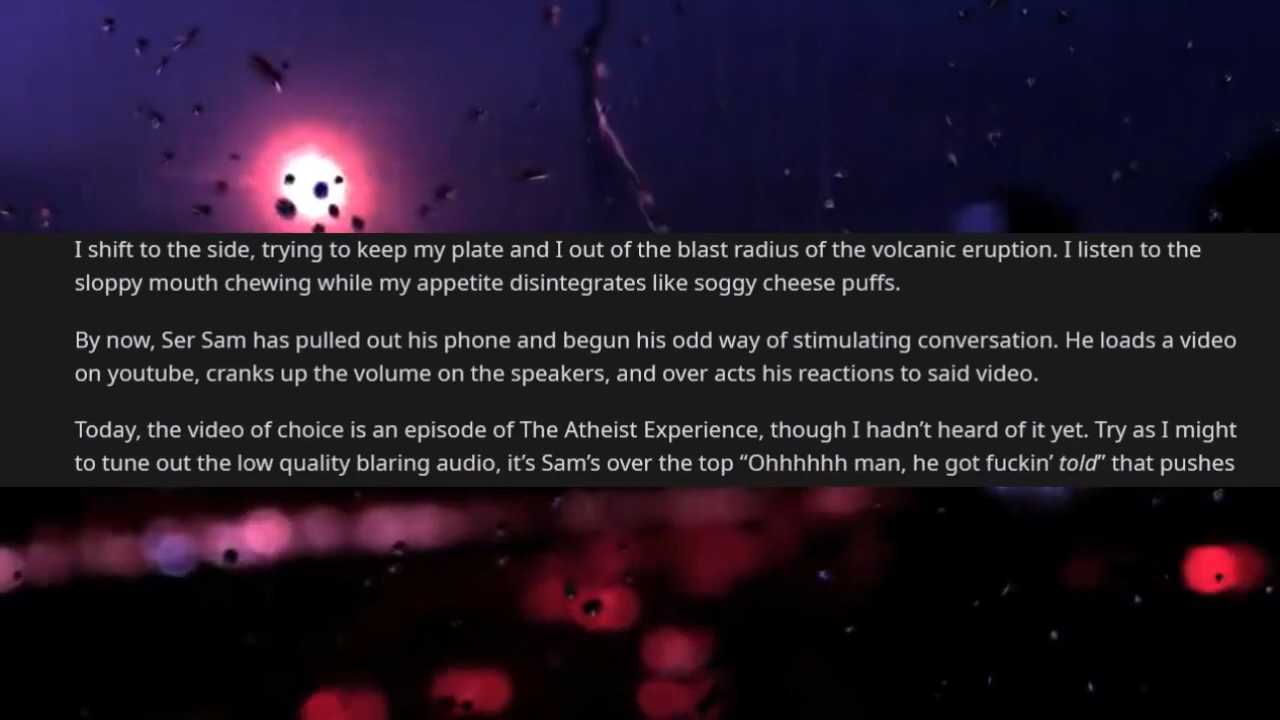 I shift to the side, trying to keep my plate and I out of the blast radius of the volcanic eruption. I listen to the
sloppy mouth chewing while my appetite disintegrates like soggy cheese puffs.
By now, Ser Sam has pulled out his phone and begun his odd way of stimulating conversation. He loads a video
on youtube, cranks up the volume on the speakers, and over acts his reactions to said video.
Today, the video of choice is an episode of The Atheist Experience, though I hadn’t heard of it yet. Try as I might
to tune out the low quality blaring audio, it’s Sam’s over the top “Ohhhhhh man, he got fuckin’ told” that pushes